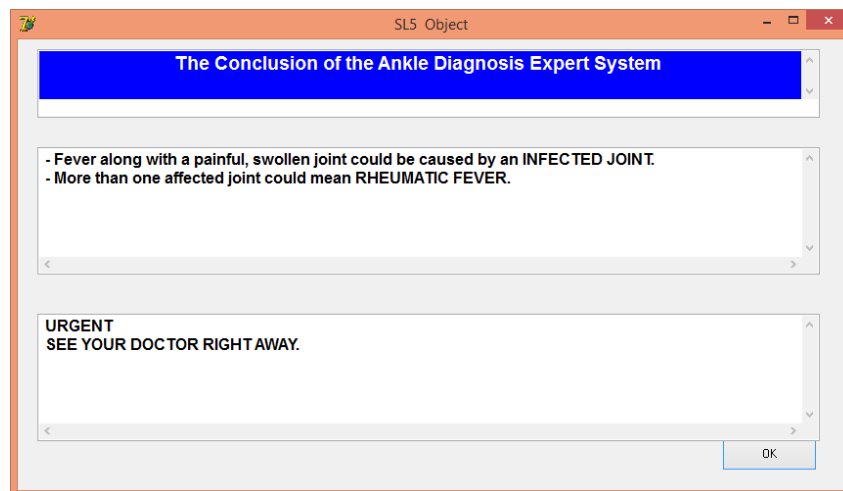 SL5 Object
The Conclusion of the Ankle Diagnosis Expert System
- Fever along with a painful, swollen joint could be caused by an INFECTED JOINT.
- More than one affected joint could mean RHEUMATIC FEVER.
URGENT
SEE YOUR DOCTOR RIGHT AWAY.
OK